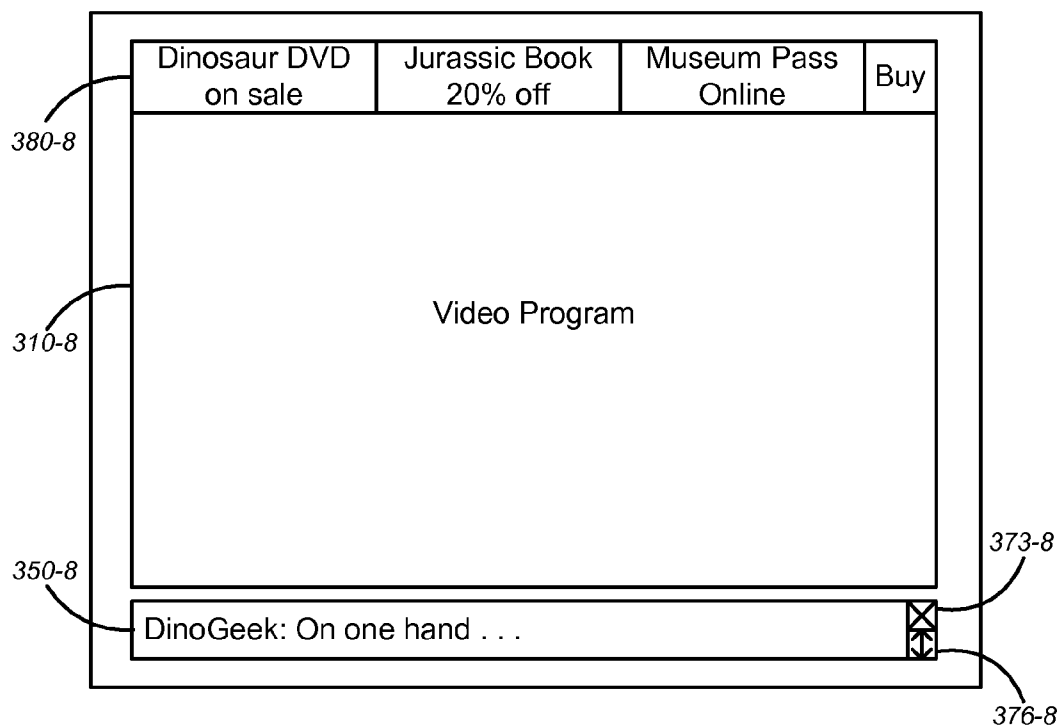 Dinosaur DVD
on sale
Jurassic Book
20% off
Museum Pass
Online
Buy
380-8
Video Program
310-8
350-8
DinoGeek: On one hand . . .
373-8
376-8